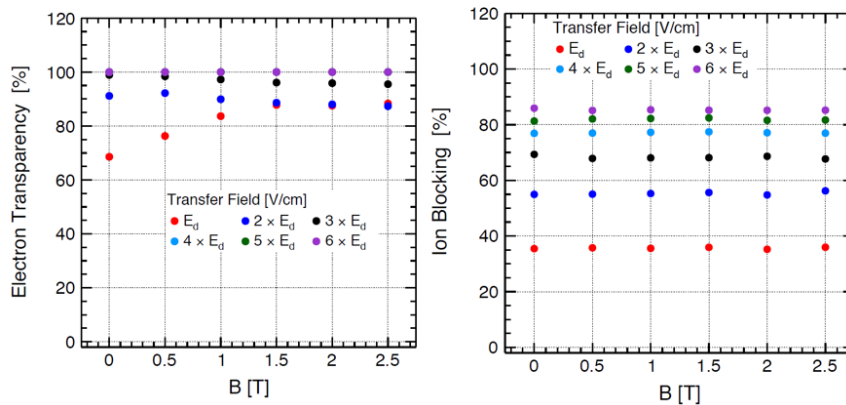 Electron Transparency [%]
120
100
80
60
40
20
0
Transfer Field [V/cm]
E_d 2 × E_d 3 × E_d
4 × E_d 5 × E_d 6 × E_d
0 0.5 1 1.5 2 2.5
B [T]
Ion Blocking [%]
120
100
80
60
40
20
0
Transfer Field [V/cm]
E_d 2 × E_d 3 × E_d
4 × E_d 5 × E_d 6 × E_d
0 0.5 1 1.5 2 2.5
B [T]